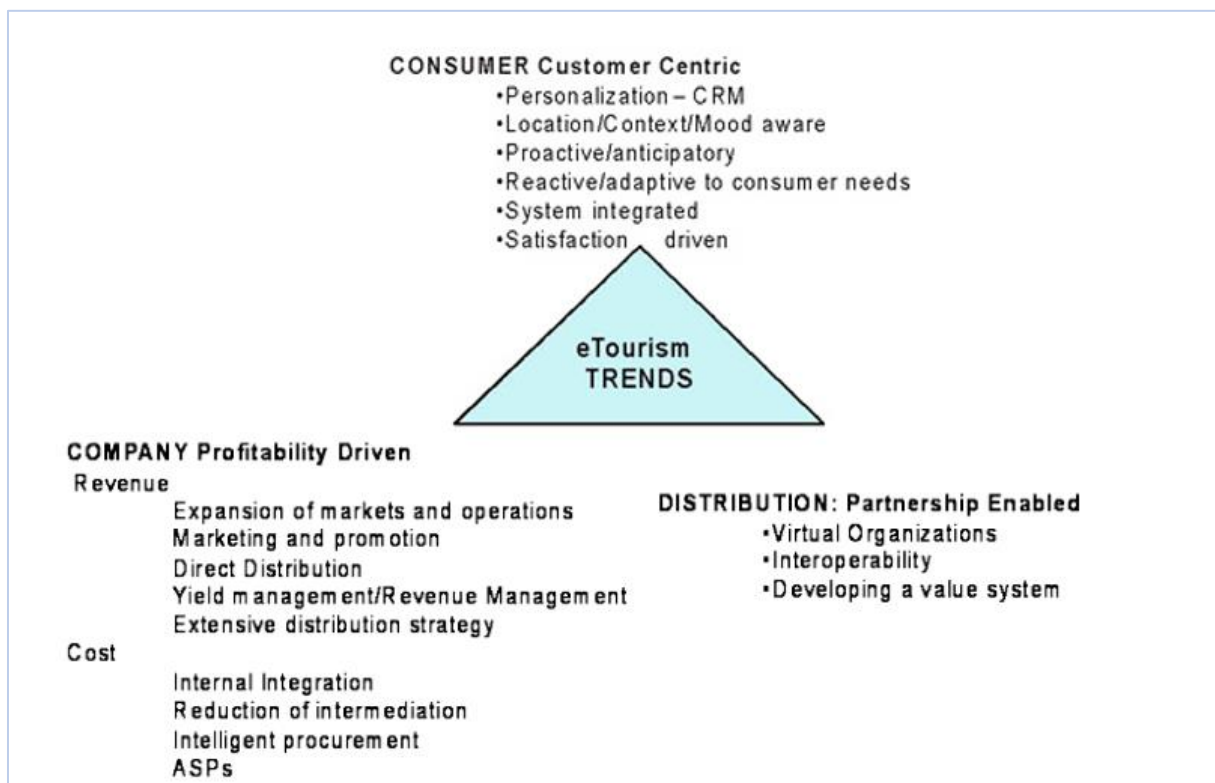 CONSUMER Customer Centric
•Personalization – CRM
•Location/Context/Mood aware
•Proactive/anticipatory
•Reactive/adaptive to consumer needs
•System integrated
•Satisfaction driven
eTourism
TRENDS
COMPANY Profitability Driven
Revenue
Expansion of markets and operations
Marketing and promotion
Direct Distribution
Yield management/Revenue Management
Extensive distribution strategy
Cost
Internal Integration
Reduction of intermediation
Intelligent procurement
ASPs
DISTRIBUTION: Partnership Enabled
•Virtual Organizations
•Interoperability
•Developing a value system